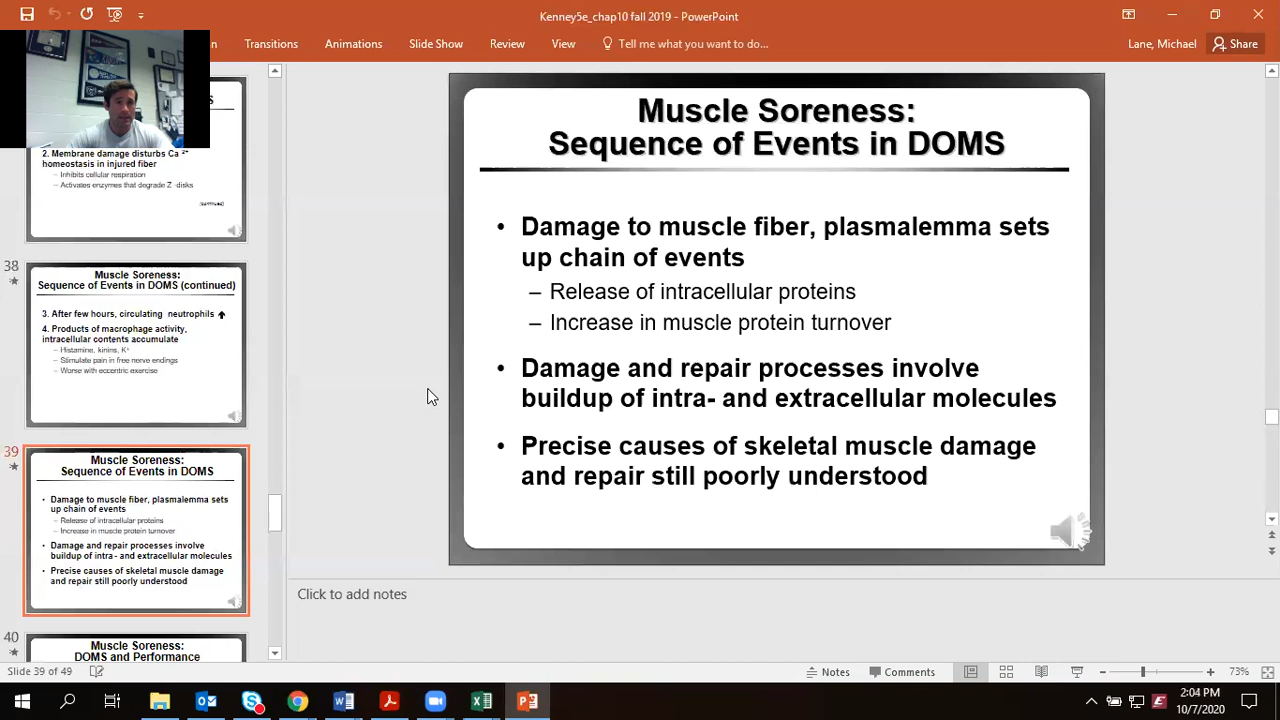 Kenney5e_chap10 fall 2019 - PowerPoint
Transitions
Animations
Slide Show
Review
View
Tell me what you want to do...
Lane, Michael
Share
2. Membrane damage disturbs Ca 2+
homeostasis in injured fiber
– Inhibits cellular respiration
– Activates enzymes that degrade Z -disks
38
Muscle Soreness:
Sequence of Events in DOMS (continued)
3. After few hours, circulating neutrophils
4. Products of macrophage activity,
intracellular contents accumulate
– Histamine, kinins, K+
– Stimulate pain in free nerve endings
– Worse with eccentric exercise
39
Muscle Soreness:
Sequence of Events in DOMS
• Damage to muscle fiber, plasmalemma sets
up chain of events
– Release of intracellular proteins
– Increase in muscle protein turnover
• Damage and repair processes involve
buildup of intra - and extracellular molecules
• Precise causes of skeletal muscle damage
and repair still poorly understood
40
Muscle Soreness:
DOMS and Performance
Muscle Soreness:
Sequence of Events in DOMS
• Damage to muscle fiber, plasmalemma sets
up chain of events
– Release of intracellular proteins
– Increase in muscle protein turnover
• Damage and repair processes involve
buildup of intra- and extracellular molecules
• Precise causes of skeletal muscle damage
and repair still poorly understood
Click to add notes
Slide 39 of 49
Notes
Comments
73%
2:04 PM
10/7/2020